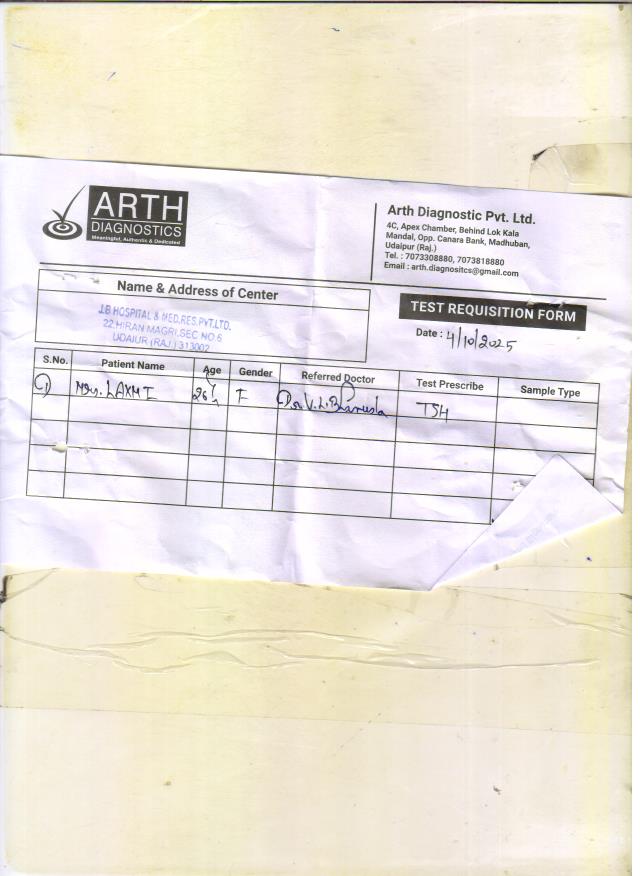 ARTH
DIAGNOSTICS
Meaningful, Authentic & Dedicated
Arth Diagnostic Pvt. Ltd.
4C, Apex Chamber, Behind Lok Kala
Mandal, Opp. Canara Bank, Madhuban,
Udaipur (Raj.)
Tel. : 7073308880, 7073818880
Email : arth.diagnositcs@gmail.com
Name & Address of Center
J.B HOSPITAL & MED.RES.PVT.LTD.
22,HIRAN MAGRI,SEC NO.6
UDAIUR (RAJ.) 313002
TEST REQUISITION FORM
Date : 4/10/2025
S.No. Patient Name Age Gender Referred Doctor Test Prescribe Sample Type
1 Mrs. LAXMI 26Y F Dr. V.L. TSH